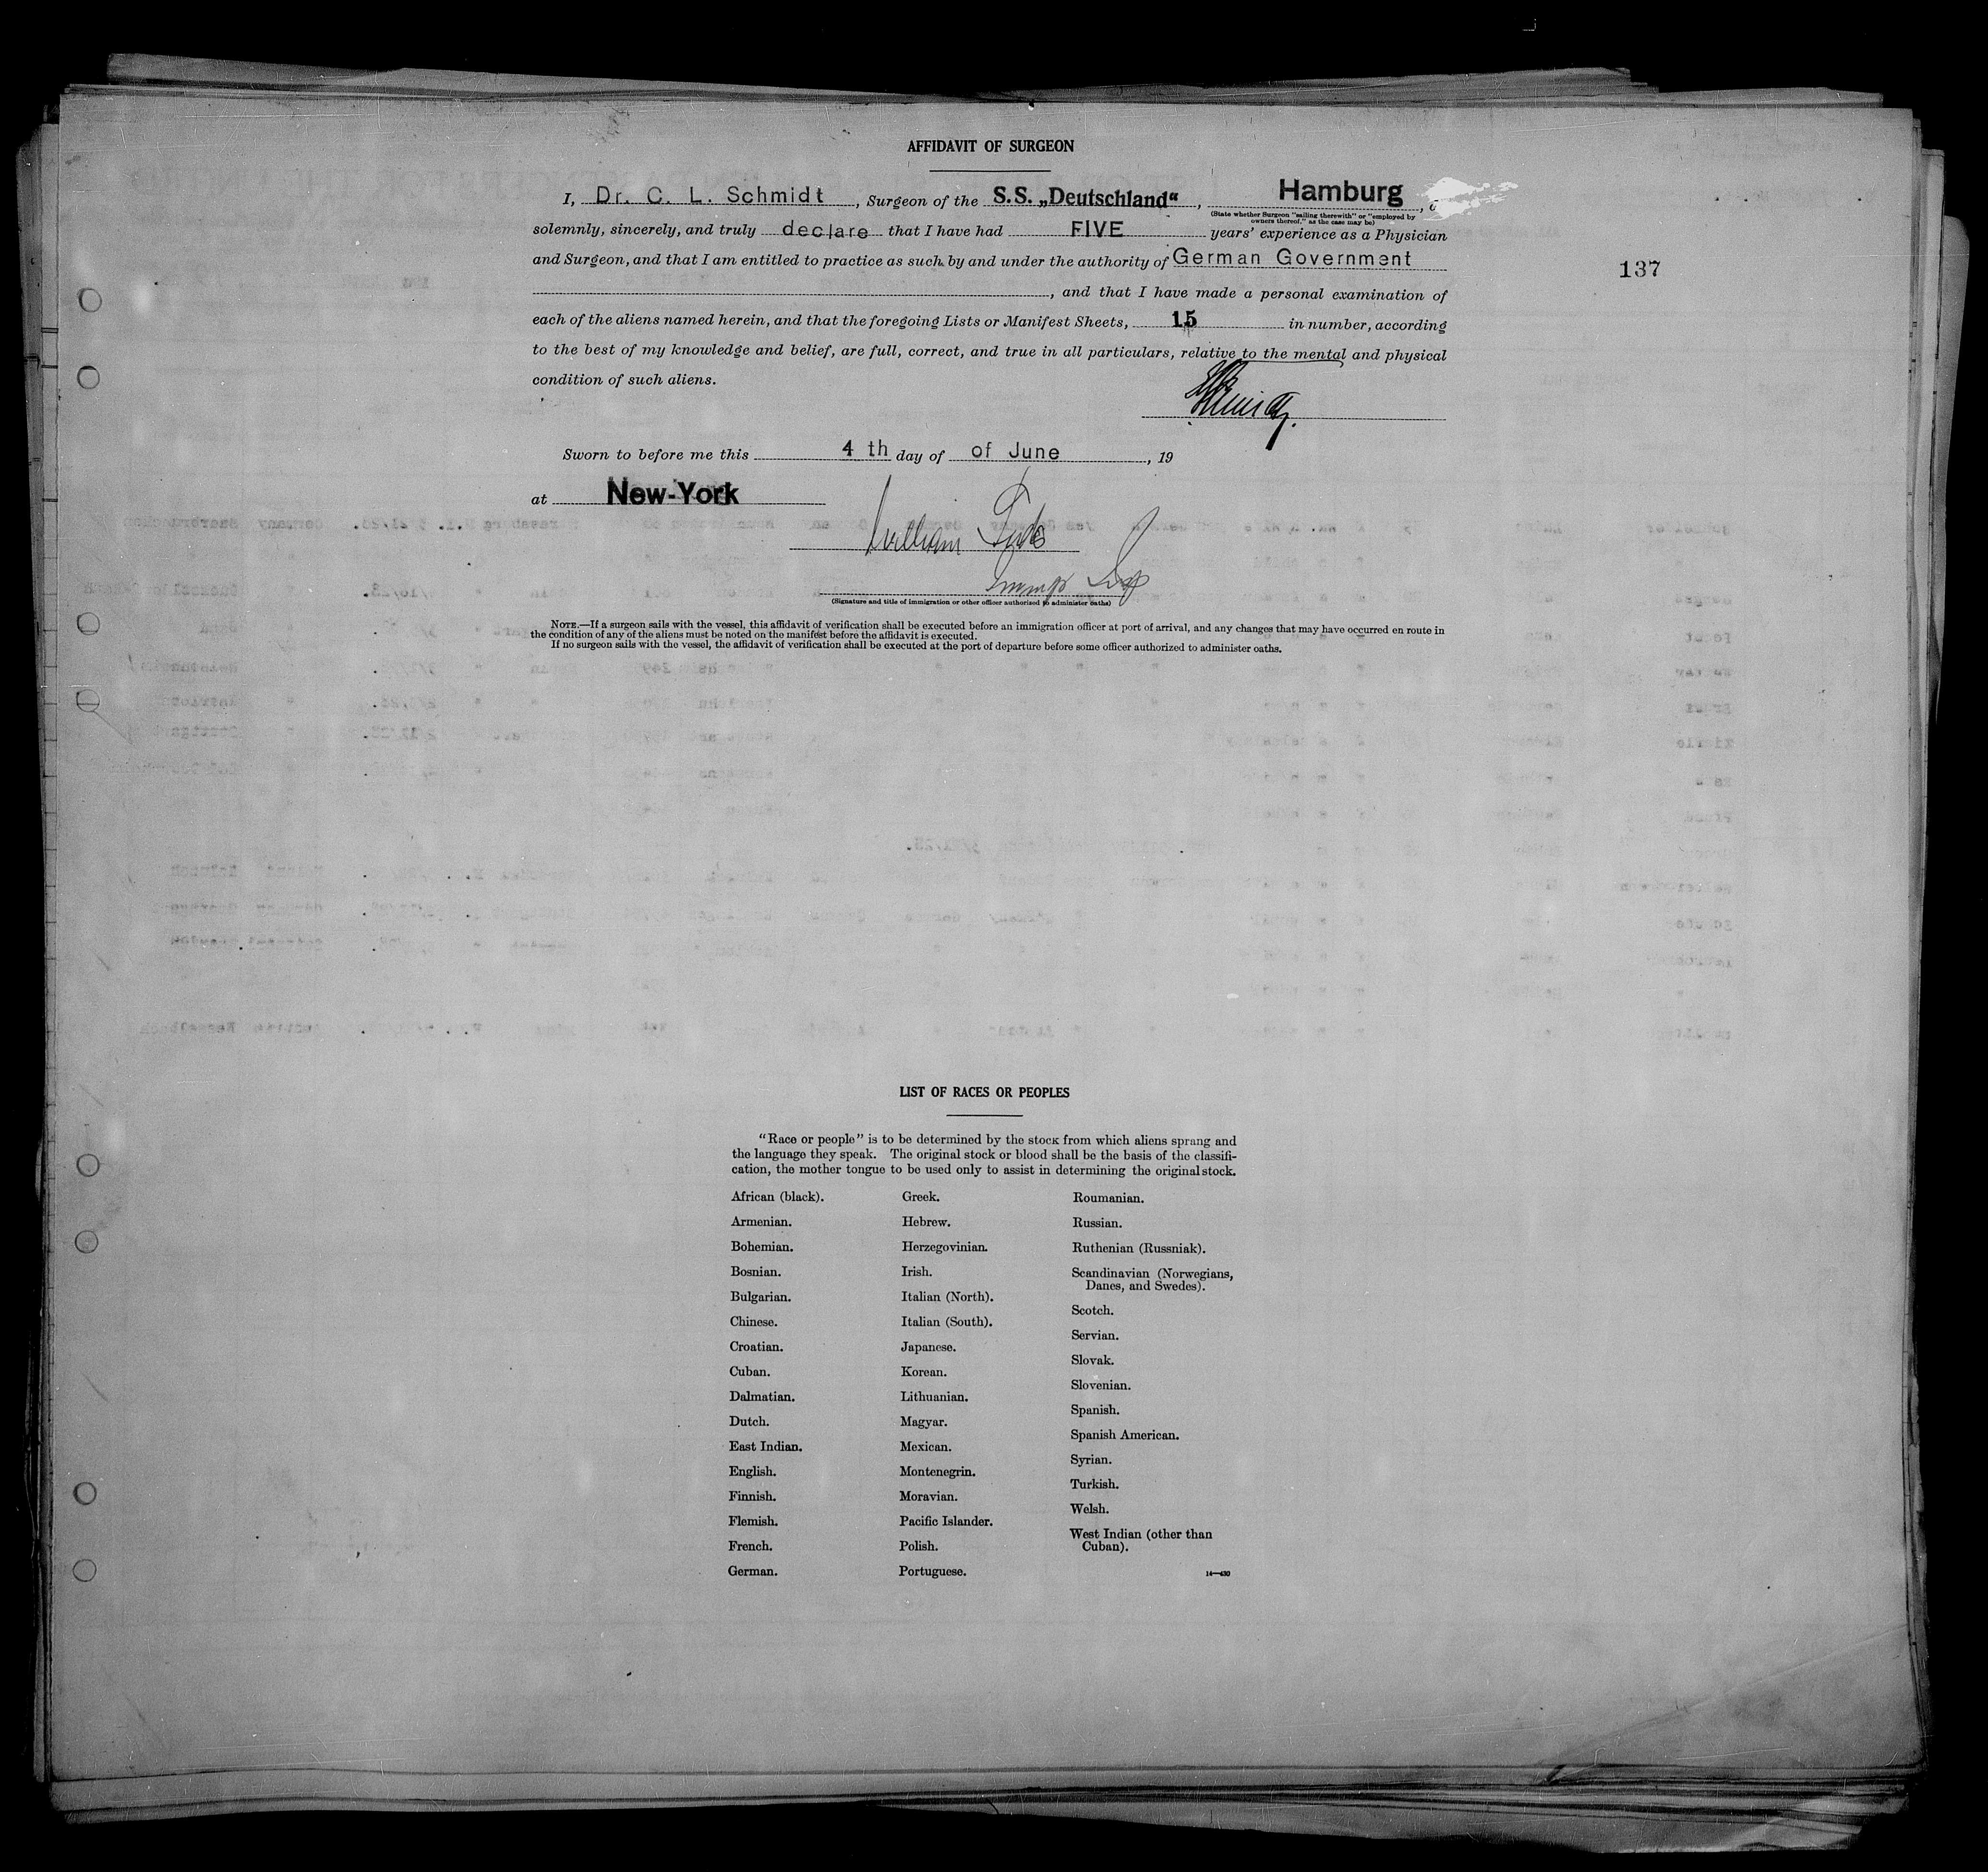 AFFIDAVIT OF SURGEON
I, Dr. C. L. Schmidt, Surgeon of the S.S. „Deutschland“, Hamburg,
(State whether Surgeon "sailing therewith" or "employed by
owners thereof," as the case may be)
solemnly, sincerely, and truly declare that I have had FIVE years' experience as a Physician
and Surgeon, and that I am entitled to practice as such by and under the authority of German Government
137
, and that I have made a personal examination of
each of the aliens named herein, and that the foregoing Lists or Manifest Sheets, 15 in number, according
to the best of my knowledge and belief, are full, correct, and true in all particulars, relative to the mental and physical
condition of such aliens.
Sworn to before me this 4 th day of of June, 19
at New-York
William
(Signature and title of immigration or other officer authorized to administer oaths)
NOTE.—If a surgeon sails with the vessel, this affidavit of verification shall be executed before an immigration officer at port of arrival, and any changes that may have occurred en route in
the condition of any of the aliens must be noted on the manifest before the affidavit is executed.
If no surgeon sails with the vessel, the affidavit of verification shall be executed at the port of departure before some officer authorized to administer oaths.
LIST OF RACES OR PEOPLES
"Race or people" is to be determined by the stock from which aliens sprang and
the language they speak. The original stock or blood shall be the basis of the classifi-
cation, the mother tongue to be used only to assist in determining the original stock.
African (black).
Armenian.
Bohemian.
Bosnian.
Bulgarian.
Chinese.
Croatian.
Cuban.
Dalmatian.
Dutch.
East Indian.
English.
Finnish.
Flemish.
French.
German.
Greek.
Hebrew.
Herzegovinian.
Irish.
Italian (North).
Italian (South).
Japanese.
Korean.
Lithuanian.
Magyar.
Mexican.
Montenegrin.
Moravian.
Pacific Islander.
Polish.
Portuguese.
Roumanian.
Russian.
Ruthenian (Russniak).
Scandinavian (Norwegians,
Danes, and Swedes).
Scotch.
Servian.
Slovak.
Slovenian.
Spanish.
Spanish American.
Syrian.
Turkish.
Welsh.
West Indian (other than
Cuban).
14—430